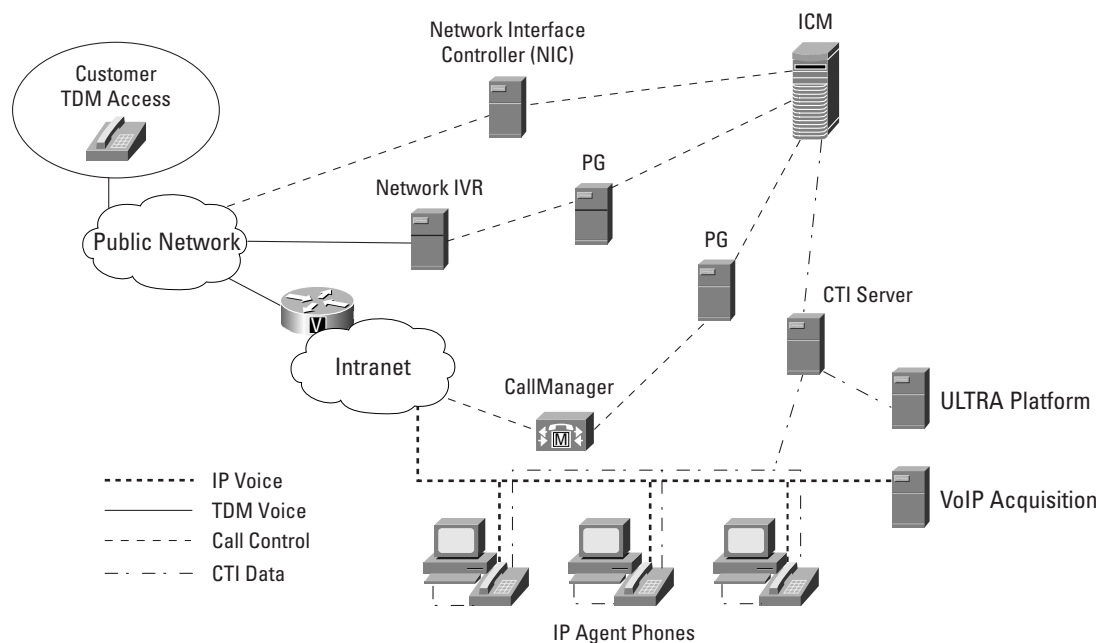 Network Interface
Controller (NIC)
ICM
Customer
TDM Access
PG
Network IVR
Public Network
PG
CTI Server
V
Intranet
CallManager
ULTRA Platform
M
IP Voice
TDM Voice
Call Control
CTI Data
VoIP Acquisition
IP Agent Phones